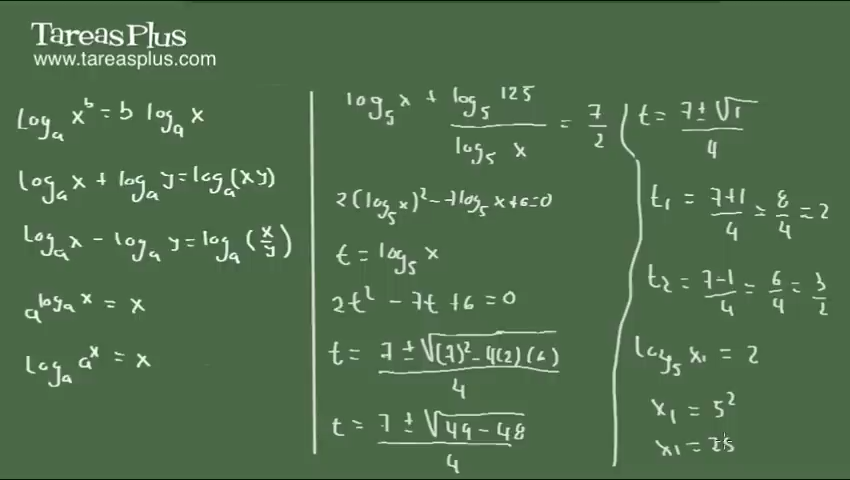 TareasPlus
www.tareasplus.com
log_a x^b = b log_a x
log_a x + log_a y = log_a (xy)
log_a x - log_a y = log_a (x/y)
a^(log_a x) = x
log_a a^x = x
log_5 x + (log_5 125)/(log_5 x) = 7/2
2(log_5 x)^2 - 7log_5 x + 6 = 0
t = log_5 x
2t^2 - 7t + 6 = 0
t = (7 ± √((7)^2 - 4(2)(6)))/4
t = (7 ± √(49 - 48))/4
t = (7 ± √1)/4
t_1 = (7+1)/4 = 8/4 = 2
t_2 = (7-1)/4 = 6/4 = 3/2
log_5 x_1 = 2
x_1 = 5^2
x_1 = 25